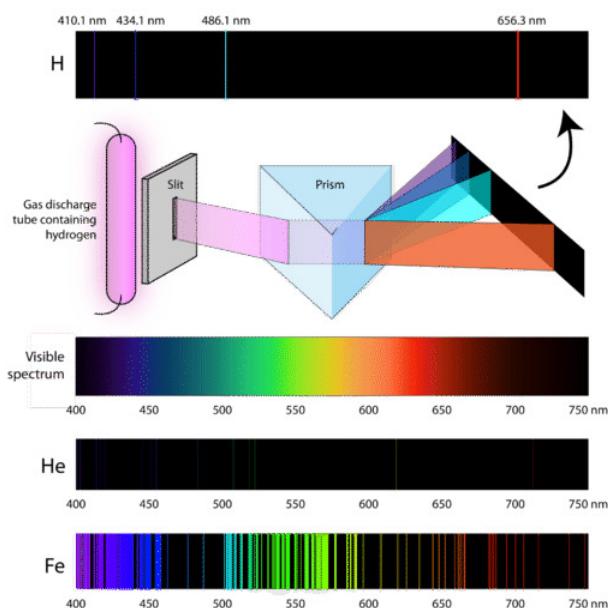 410.1 nm 434.1 nm 486.1 nm 656.3 nm
H
Slit
Prism
Gas discharge
tube containing
hydrogen
Visible
spectrum
400 450 500 550 600 650 700 750 nm
He
400 450 500 550 600 650 700 750 nm
Fe
400 450 500 550 600 650 700 750 nm